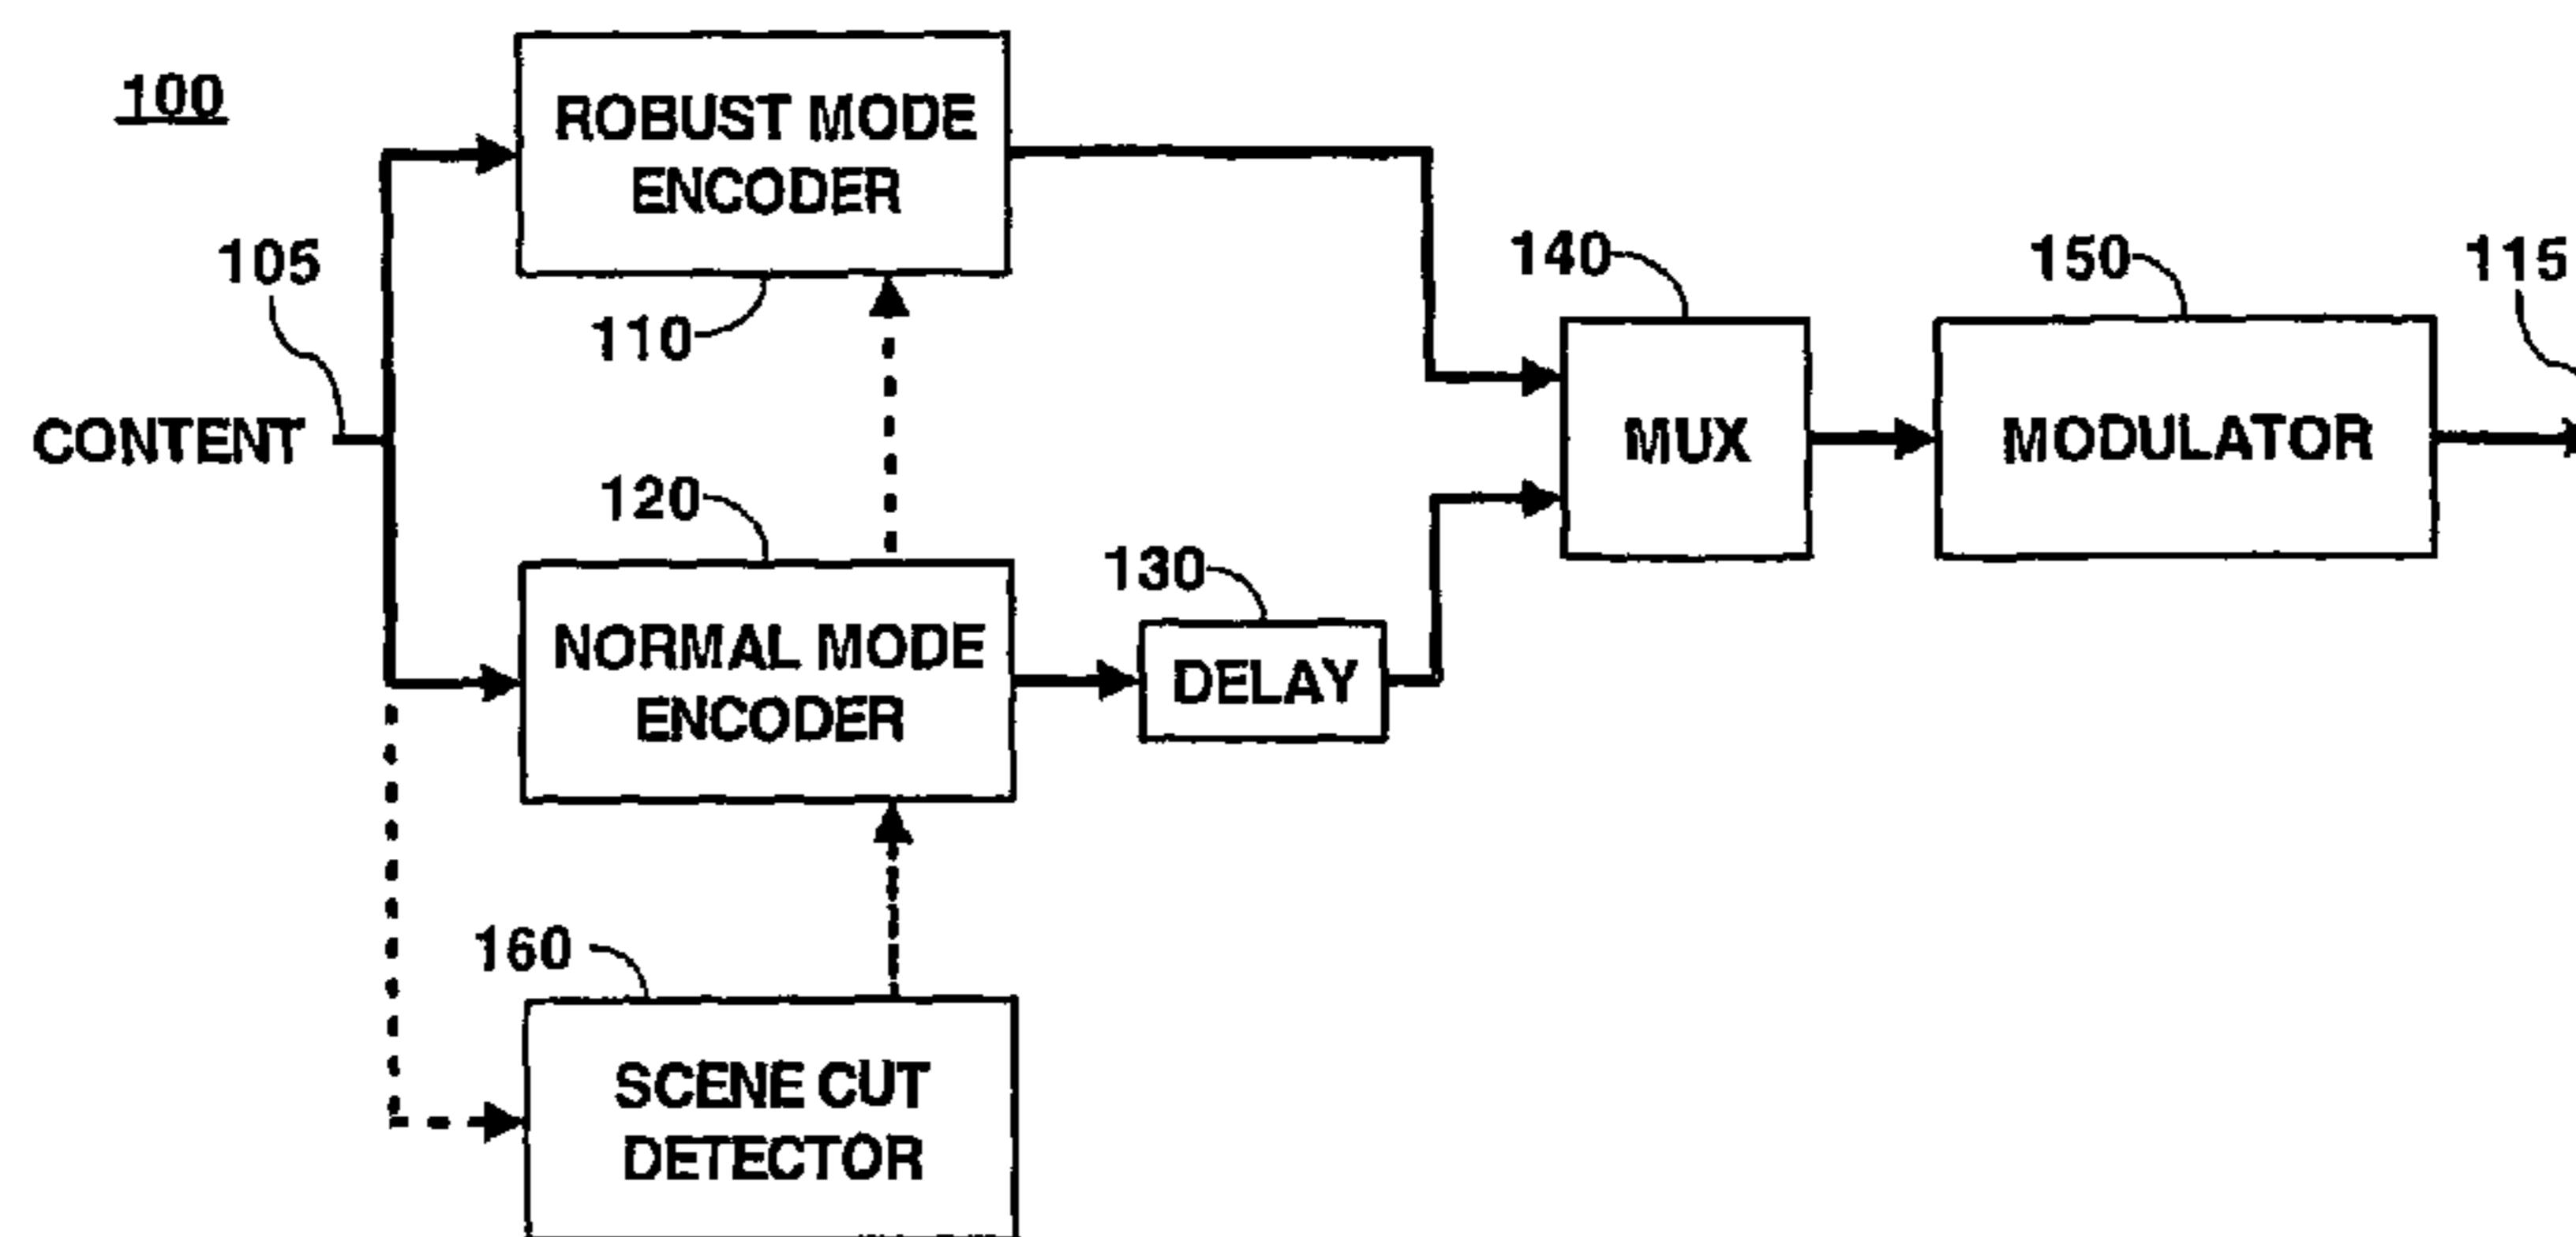 100
ROBUST MODE
ENCODER
105
110
140
150
115
CONTENT
MUX
MODULATOR
120
130
NORMAL MODE
ENCODER
DELAY
160
SCENE CUT
DETECTOR